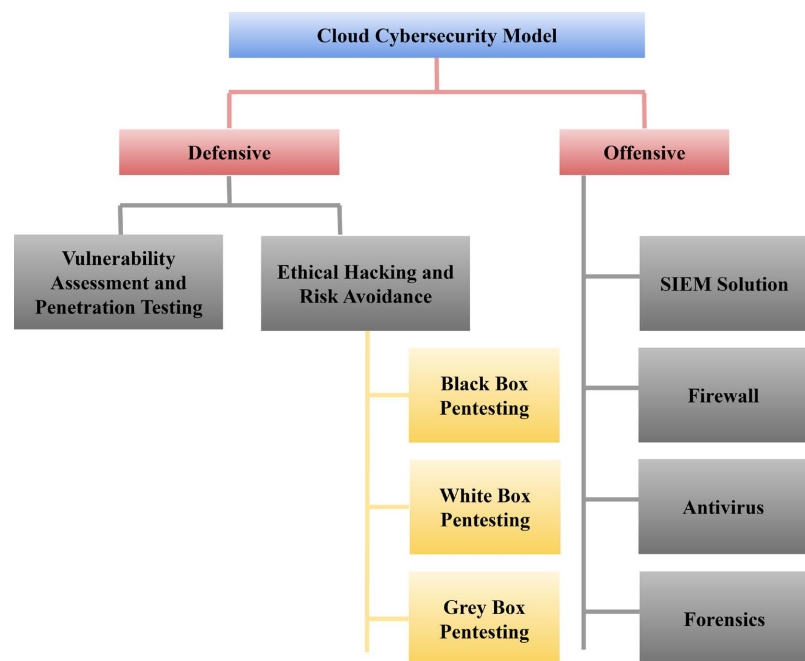 Cloud Cybersecurity Model
Defensive
Offensive
Vulnerability
Assessment and
Penetration Testing
Ethical Hacking and
Risk Avoidance
Black Box
Pentesting
White Box
Pentesting
Grey Box
Pentesting
SIEM Solution
Firewall
Antivirus
Forensics